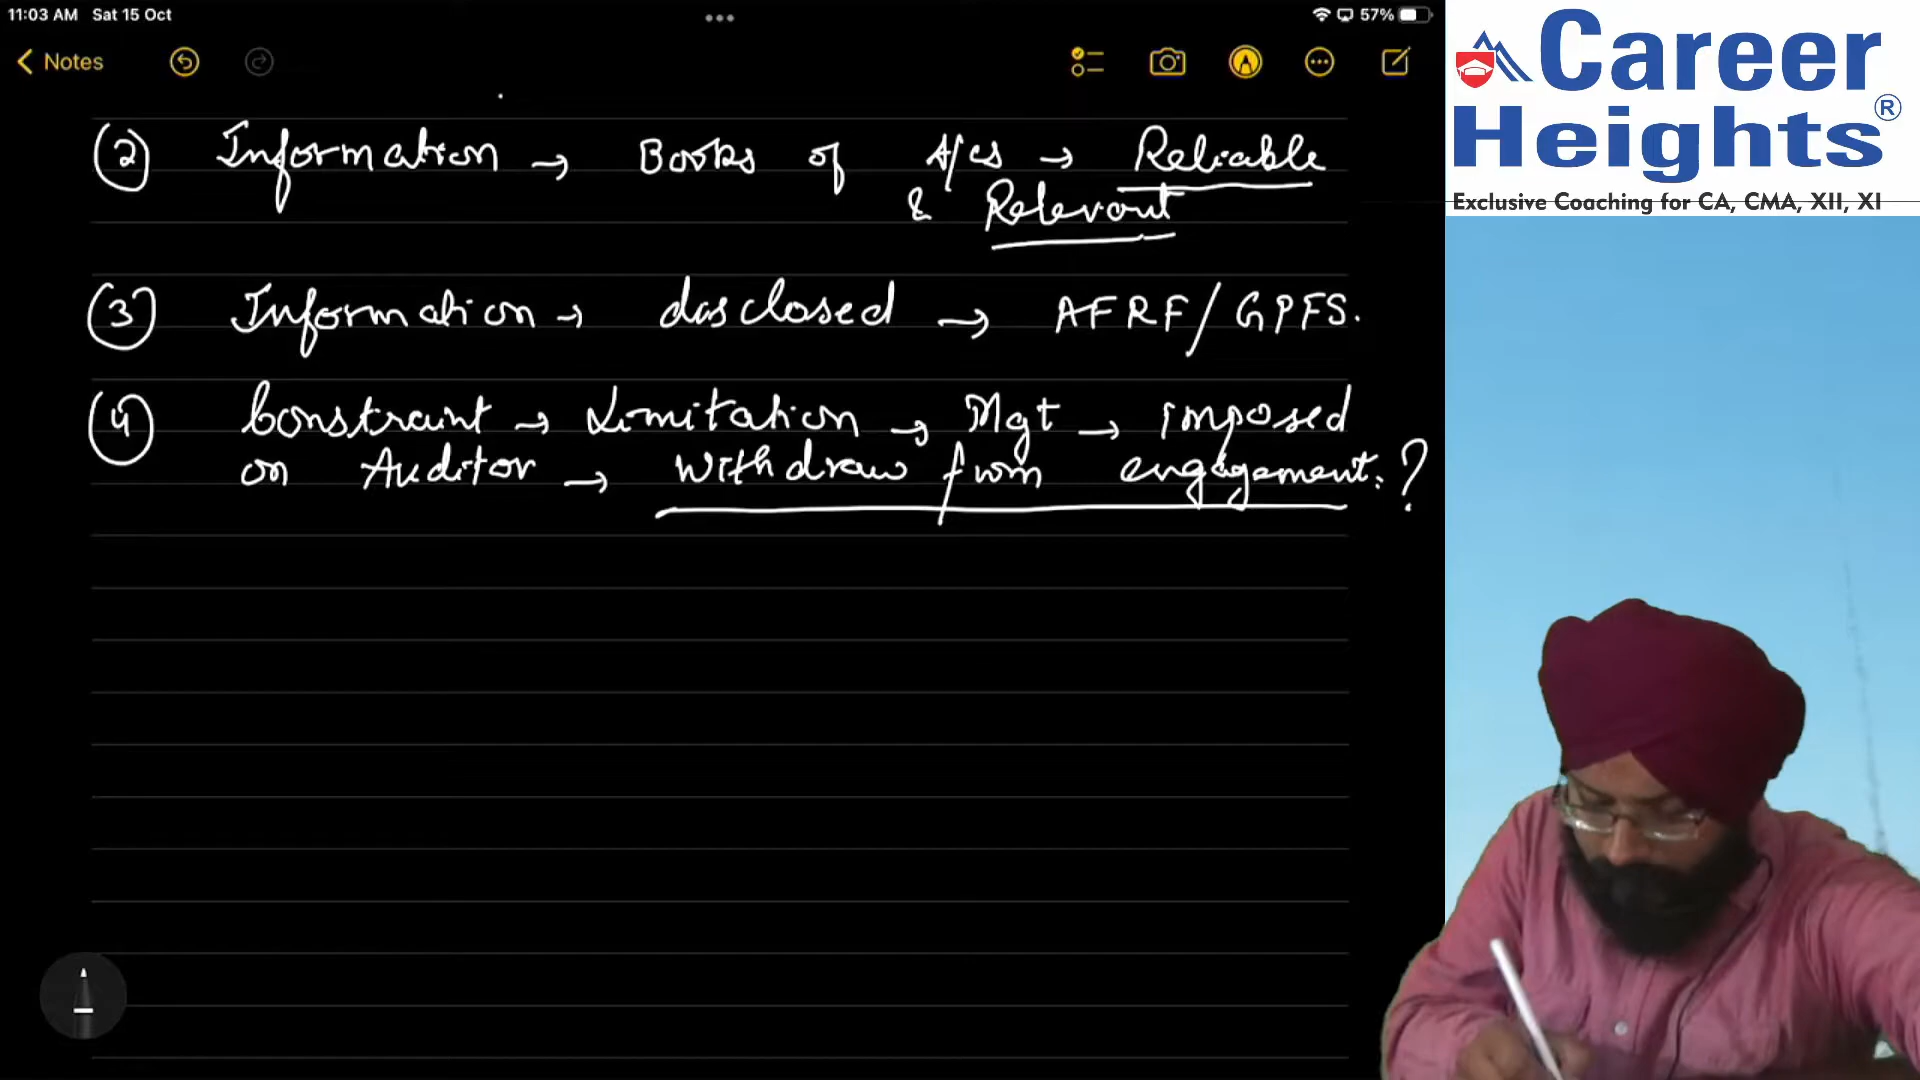 11:03 AM Sat 15 Oct
57%
Notes
Career
Heights®
Exclusive Coaching for CA, CMA, XII, XI
(2) Information → Books of A/cs → Reliable
& Relevant
(3) Information → disclosed → AFRF/GPFS.
(4) Constraint → Limitation → Mgt → imposed
on Auditor → withdraw from engagement. ?